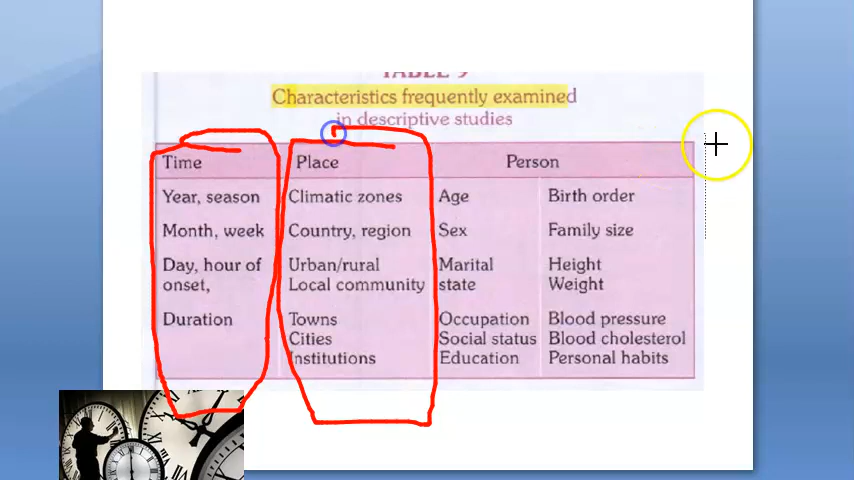 TABLE 9
Characteristics frequently examined
in descriptive studies
Time Place Person
Year, season Climatic zones Age Birth order
Month, week Country, region Sex Family size
Day, hour of Urban/rural Marital Height
onset, Local community state Weight
Duration Towns Occupation Blood pressure
Cities Social status Blood cholesterol
Institutions Education Personal habits